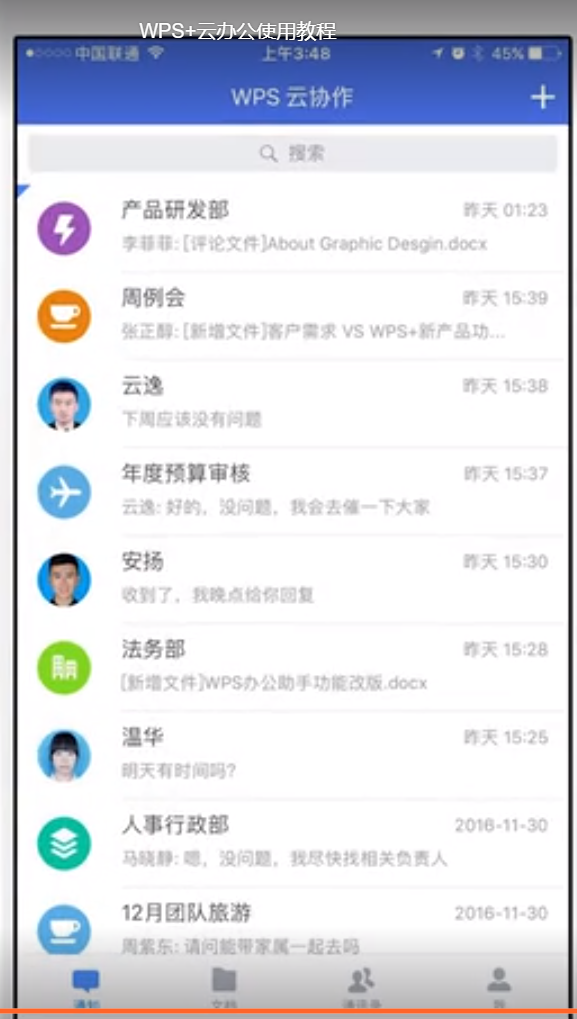 WPS+云办公使用教程
中国联通 上午3:48 45%
WPS 云协作
搜索
产品研发部 昨天 01:23
李菲菲: [评论文件]About Graphic Desgin.docx
周例会 昨天 15:39
张正醇: [新增文件]客户需求 VS WPS+新产品功...
云逸 昨天 15:38
下周应该没有问题
年度预算审核 昨天 15:37
云逸: 好的，没问题，我会去催一下大家
安扬 昨天 15:30
收到了，我晚点给你回复
法务部 昨天 15:28
[新增文件]WPS办公助手功能改版.docx
温华 昨天 15:25
明天有时间吗?
人事行政部 2016-11-30
马晓静: 嗯，没问题，我尽快找相关负责人
12月团队旅游 2016-11-30
周紫东: 请问能带家属一起去吗
通知 文档 通讯录 我